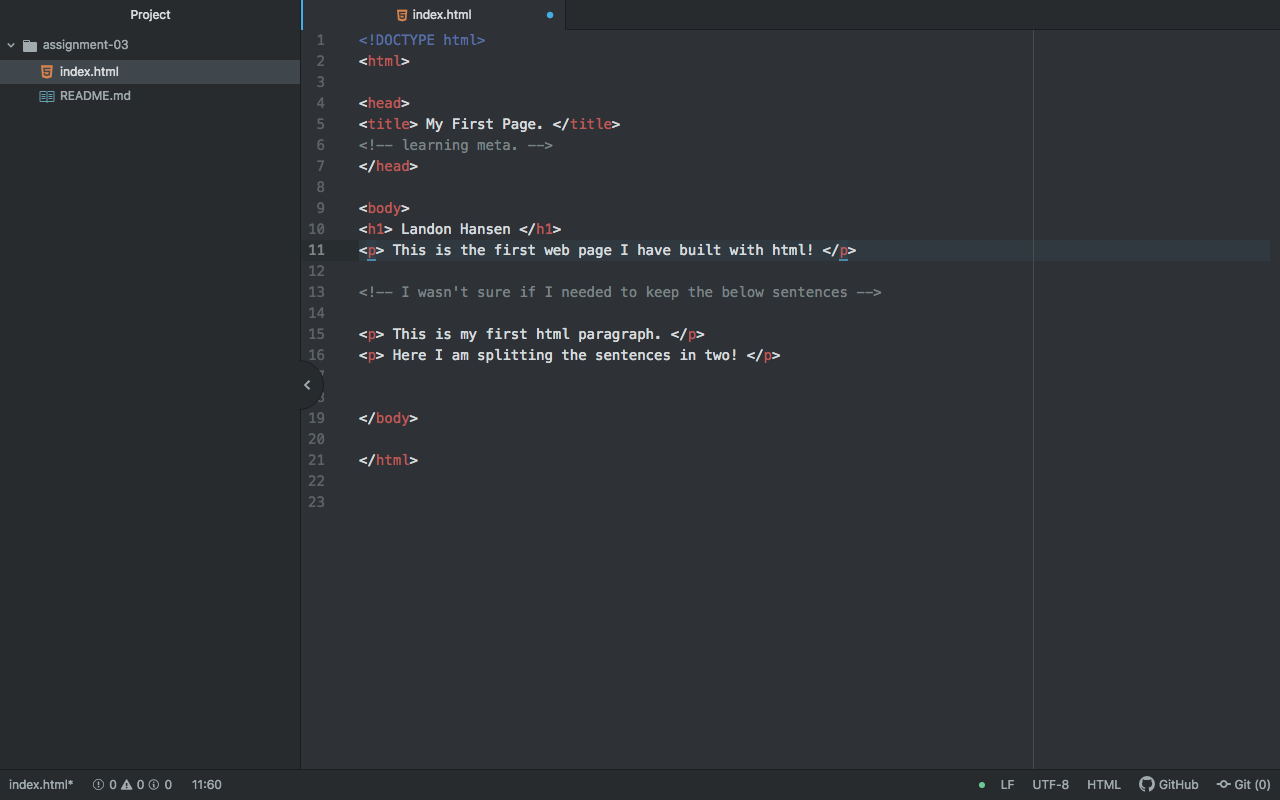 Project
index.html
assignment-03
index.html
README.md
1 <!DOCTYPE html>
2 <html>
3
4 <head>
5 <title> My First Page. </title>
6 <!-- learning meta. -->
7 </head>
8
9 <body>
10 <h1> Landon Hansen </h1>
11 <p> This is the first web page I have built with html! </p>
12
13 <!-- I wasn't sure if I needed to keep the below sentences -->
14
15 <p> This is my first html paragraph. </p>
16 <p> Here I am splitting the sentences in two! </p>
19 </body>
20
21 </html>
22
23
index.html* 0 0 0 11:60 LF UTF-8 HTML GitHub Git (0)